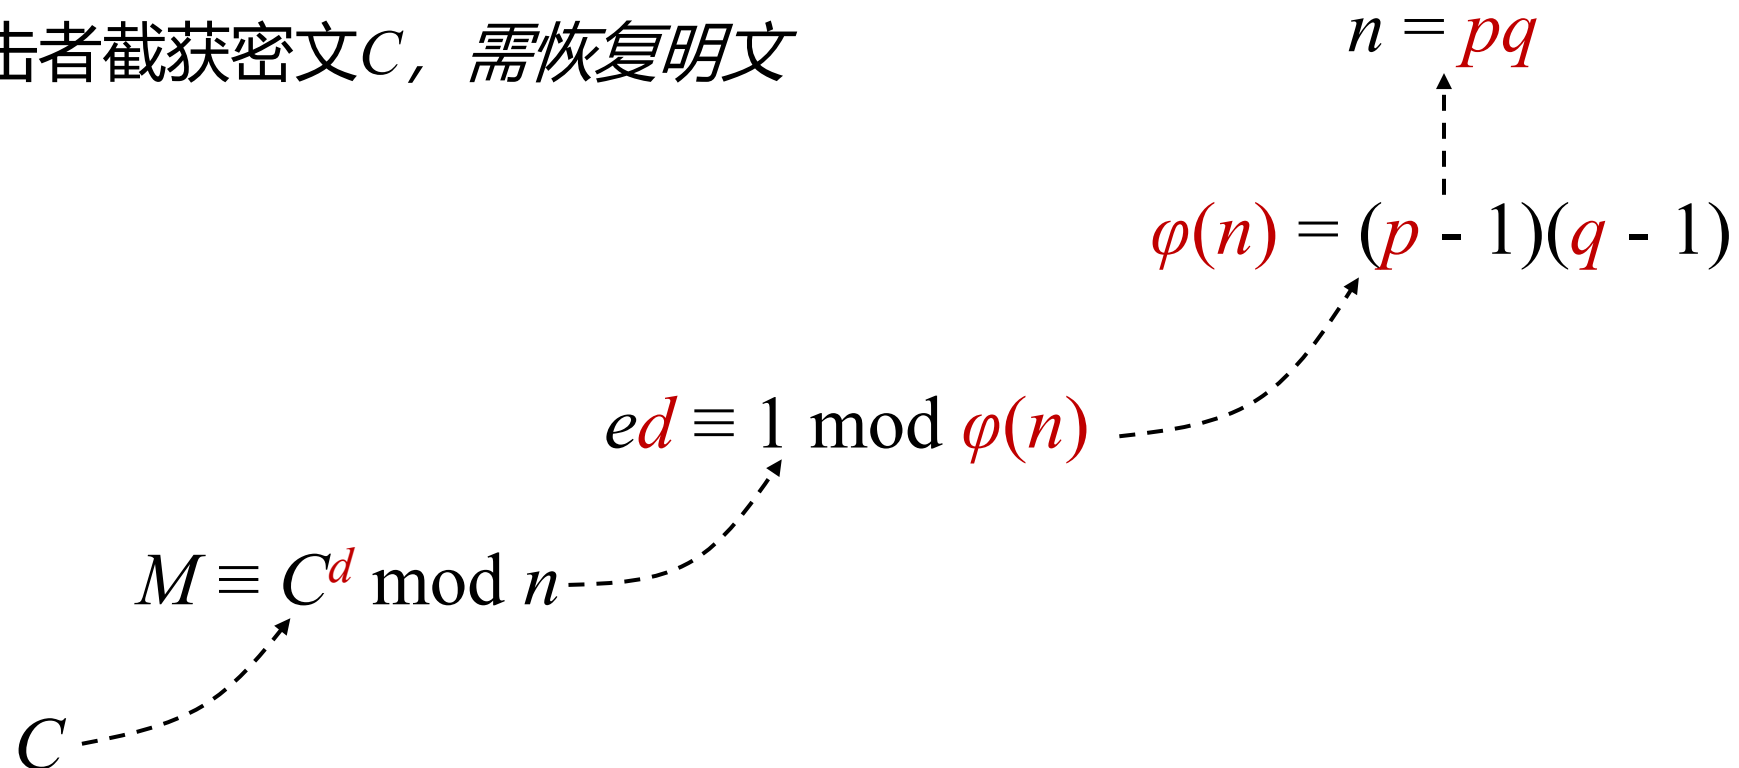 击者截获密文C，需恢复明文
n = pq
φ(n) = (p - 1)(q - 1)
ed ≡ 1 mod φ(n)
M ≡ C^d mod n
C